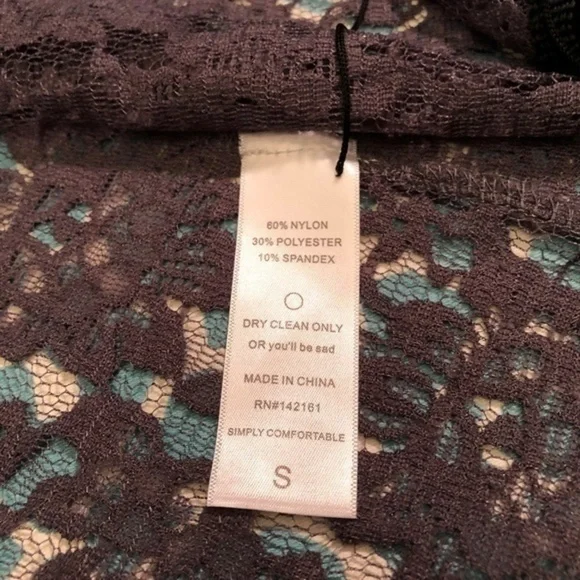 60% NYLON
30% POLYESTER
10% SPANDEX
DRY CLEAN ONLY
OR you'll be sad
MADE IN CHINA
RN#142161
SIMPLY COMFORTABLE
S